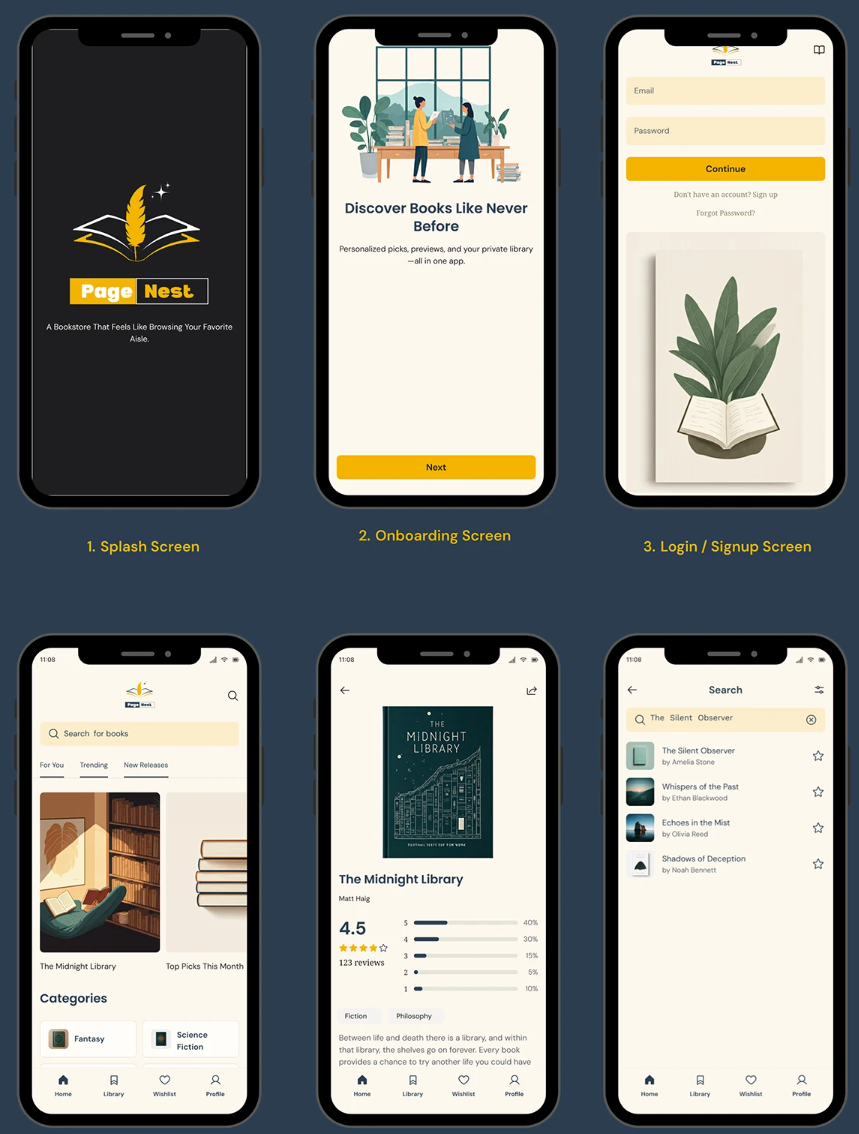 Page Nest
A Bookstore That Feels Like Browsing Your Favorite
Aisle.
1. Splash Screen
Discover Books Like Never
Before
Personalized picks, previews, and your private library
—all in one app.
Next
2. Onboarding Screen
Page Nest
Email
Password
Continue
Don't have an account? Sign up
Forgot Password?
3. Login / Signup Screen
11:08
Page Nest
Search for books
For You Trending New Releases
The Midnight Library Top Picks This Month
Categories
Fantasy
Science
Fiction
Home Library Wishlist Profile
11:08
THE
MIDNIGHT
LIBRARY
The Midnight Library
Matt Haig
4.5
123 reviews
5 40%
4 30%
3 15%
2 5%
1 10%
Fiction Philosophy
Between life and death there is a library, and within
that library, the shelves go on forever. Every book
provides a chance to try another life you could have
Home Library Wishlist Profile
11:08
Search
The Silent Observer
The Silent Observer
by Amelia Stone
Whispers of the Past
by Ethan Blackwood
Echoes in the Mist
by Olivia Reed
Shadows of Deception
by Noah Bennett
Home Library Wishlist Profile